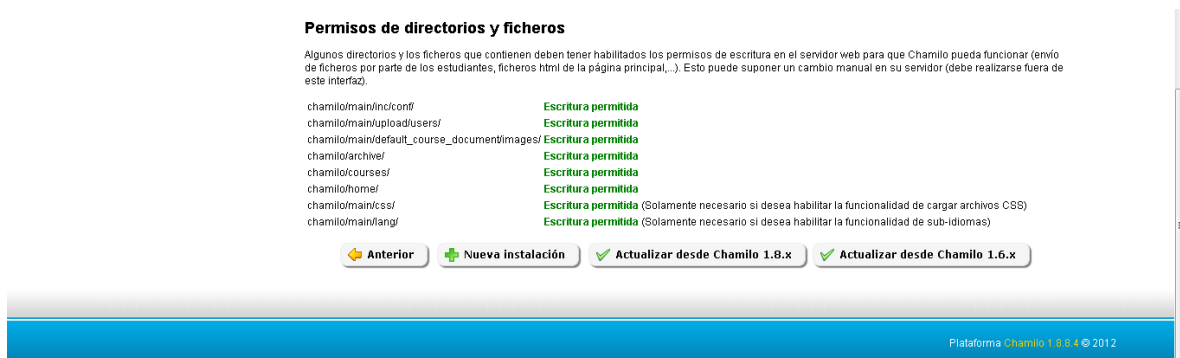 Permisos de directorios y ficheros
Algunos directorios y los ficheros que contienen deben tener habilitados los permisos de escritura en el servidor web para que Chamilo pueda funcionar (envío
de ficheros por parte de los estudiantes, ficheros html de la página principal,...). Esto puede suponer un cambio manual en su servidor (debe realizarse fuera de
este interfaz).
chamilo/main/inc/conf/ Escritura permitida
chamilo/main/upload/users/ Escritura permitida
chamilo/main/default_course_document/images/ Escritura permitida
chamilo/archive/ Escritura permitida
chamilo/courses/ Escritura permitida
chamilo/home/ Escritura permitida
chamilo/main/css/ Escritura permitida (Solamente necesario si desea habilitar la funcionalidad de cargar archivos CSS)
chamilo/main/lang/ Escritura permitida (Solamente necesario si desea habilitar la funcionalidad de sub-idiomas)
Anterior Nueva instalación Actualizar desde Chamilo 1.8.x Actualizar desde Chamilo 1.6.x
Plataforma Chamilo 1.8.8.4 © 2012